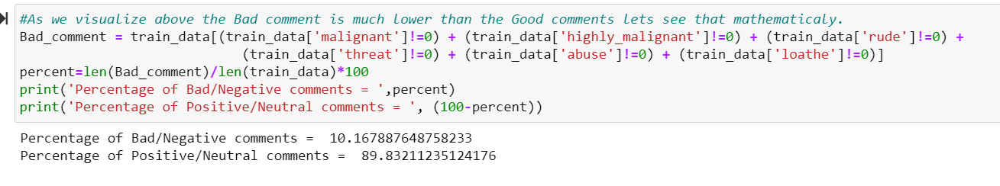 #As we visualize above the Bad comment is much lower than the Good comments lets see that mathematicaly.
Bad_comment = train_data[(train_data['malignant']!=0) + (train_data['highly_malignant']!=0) + (train_data['rude']!=0) +
(train_data['threat']!=0) + (train_data['abuse']!=0) + (train_data['loathe']!=0)]
percent=len(Bad_comment)/len(train_data)*100
print('Percentage of Bad/Negative comments = ',percent)
print('Percentage of Positive/Neutral comments = ', (100-percent))
Percentage of Bad/Negative comments =  10.167887648758233
Percentage of Positive/Neutral comments =  89.83211235124176